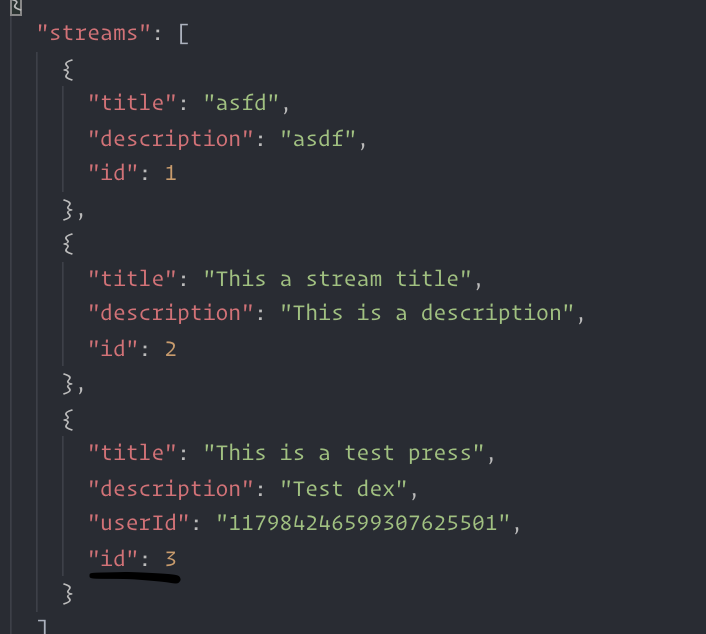 {
"streams": [
{
"title": "asfd",
"description": "asdf",
"id": 1
},
{
"title": "This a stream title",
"description": "This is a description",
"id": 2
},
{
"title": "This is a test press",
"description": "Test dex",
"userId": "117984246599307625501",
"id": 3
}
]